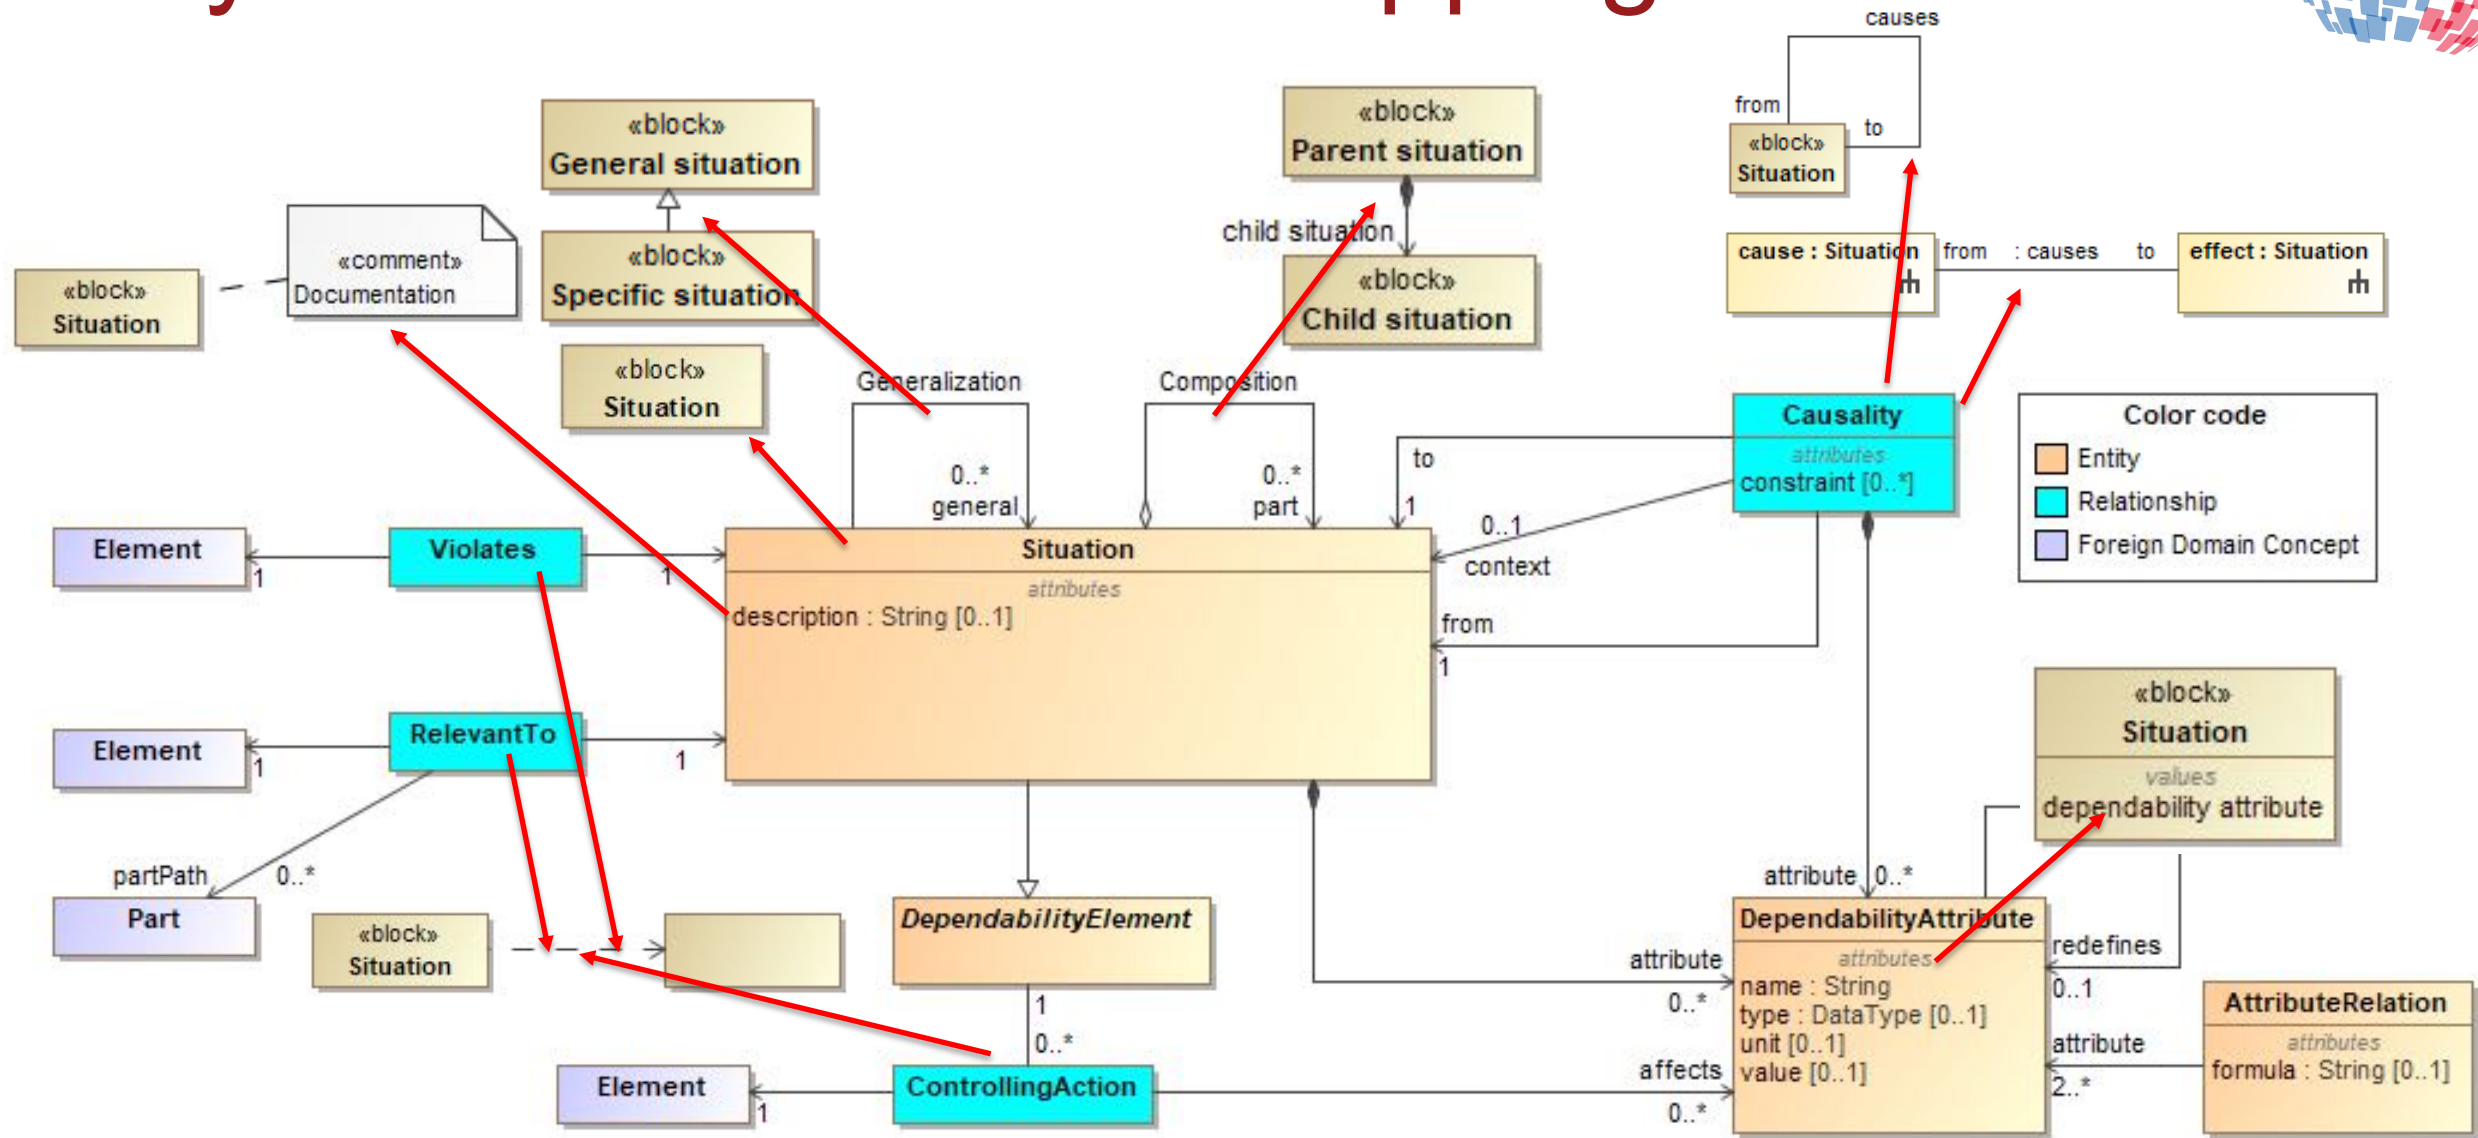 causes
from
to
«block»
Situation
«block»
General situation
«block»
Parent situation
child situation
«block»
Child situation
«comment»
Documentation
«block»
Situation
«block»
Specific situation
«block»
Situation
cause : Situation
from : causes to
effect : Situation
Generalization
0..*
general
Composition
0..*
part
Causality
attributes
constraint [0..*]
to
1
0..1
context
from
1
Color code
Entity
Relationship
Foreign Domain Concept
Element
1
Violates
1
Situation
attributes
description : String [0..1]
Element
1
RelevantTo
1
partPath
0..*
Part
«block»
Situation
«block»
Situation
values
dependability attribute
DependabilityElement
1
0..*
attribute
0..*
attribute 0..*
DependabilityAttribute
attributes
name : String
type : DataType [0..1]
unit [0..1]
value [0..1]
redefines
0..1
attribute
2..*
AttributeRelation
attributes
formula : String [0..1]
Element
1
ControllingAction
affects
0..*